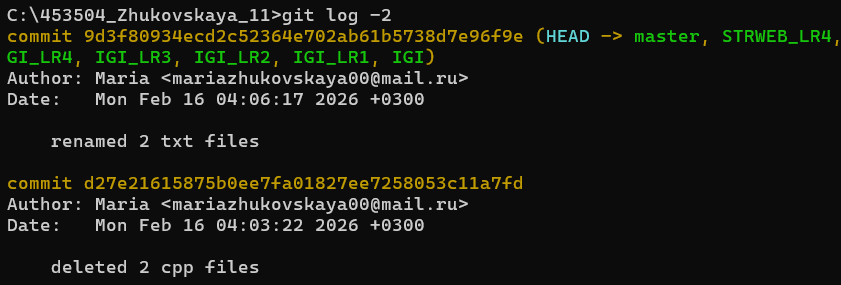 C:\453504_Zhukovskaya_11>git log -2
commit 9d3f80934ecd2c52364e702ab61b5738d7e96f9e (HEAD -> master, STRWEB_LR4,
GI_LR4, IGI_LR3, IGI_LR2, IGI_LR1, IGI)
Author: Maria <mariazhukovskaya00@mail.ru>
Date:   Mon Feb 16 04:06:17 2026 +0300
    renamed 2 txt files
commit d27e21615875b0ee7fa01827ee7258053c11a7fd
Author: Maria <mariazhukovskaya00@mail.ru>
Date:   Mon Feb 16 04:03:22 2026 +0300
    deleted 2 cpp files